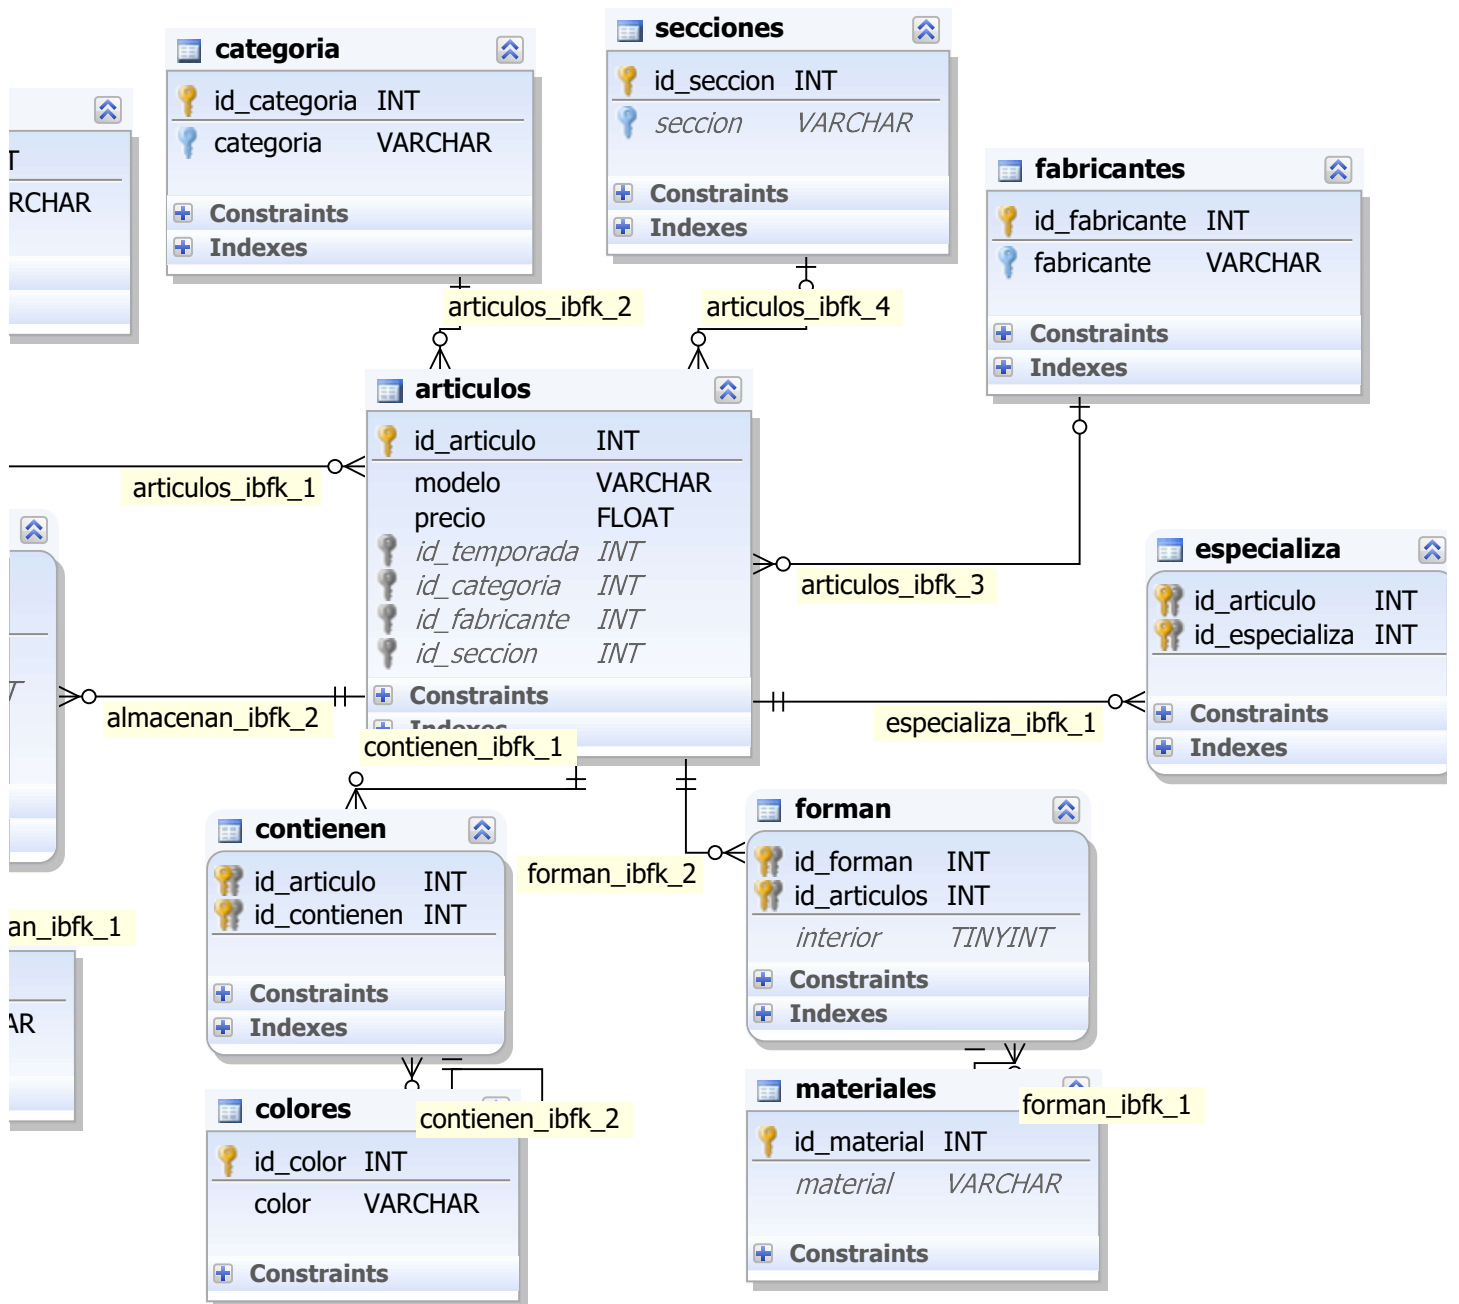 categoria
id_categoria INT
categoria VARCHAR
Constraints
Indexes
secciones
id_seccion INT
seccion VARCHAR
Constraints
Indexes
fabricantes
id_fabricante INT
fabricante VARCHAR
Constraints
Indexes
T
RCHAR
articulos_ibfk_2
articulos_ibfk_4
articulos
id_articulo INT
modelo VARCHAR
precio FLOAT
id_temporada INT
id_categoria INT
id_fabricante INT
id_seccion INT
Constraints
Indexes
articulos_ibfk_1
articulos_ibfk_3
especializa
id_articulo INT
id_especializa INT
Constraints
Indexes
T
almacenan_ibfk_2
especializa_ibfk_1
contienen_ibfk_1
contienen
id_articulo INT
id_contienen INT
Constraints
Indexes
forman_ibfk_2
forman
id_forman INT
id_articulos INT
interior TINYINT
Constraints
Indexes
an_ibfk_1
AR
colores
id_color INT
color VARCHAR
Constraints
contienen_ibfk_2
materiales
id_material INT
material VARCHAR
Constraints
forman_ibfk_1